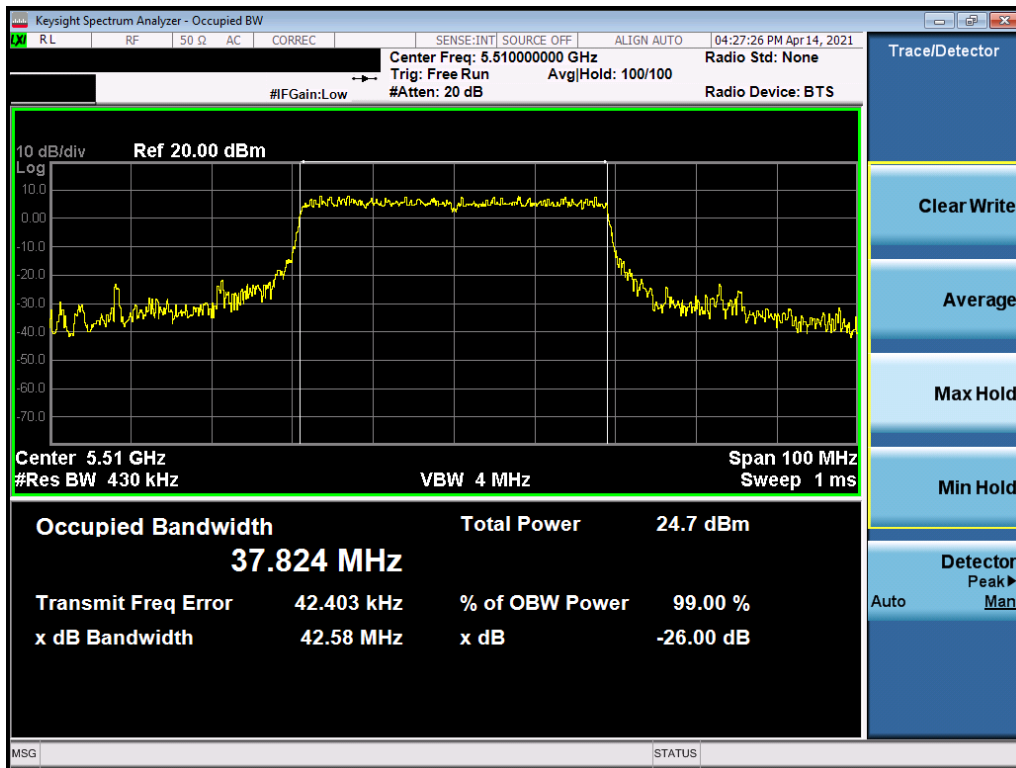 Keysight Spectrum Analyzer - Occupied BW
LXI RL RF 50 Ω AC CORREC SENSE:INT SOURCE OFF ALIGN AUTO 04:27:26 PM Apr 14, 2021
Center Freq: 5.510000000 GHz Radio Std: None
Trig: Free Run Avg|Hold: 100/100
#IFGain:Low #Atten: 20 dB Radio Device: BTS
10 dB/div Ref 20.00 dBm
Log
10.0
0.00
-10.0
-20.0
-30.0
-40.0
-50.0
-60.0
-70.0
Center 5.51 GHz Span 100 MHz
#Res BW 430 kHz VBW 4 MHz Sweep 1 ms
Occupied Bandwidth Total Power 24.7 dBm
37.824 MHz
Transmit Freq Error 42.403 kHz % of OBW Power 99.00 %
x dB Bandwidth 42.58 MHz x dB -26.00 dB
MSG STATUS
Trace/Detector
Clear Write
Average
Max Hold
Min Hold
Detector
Peak▶
Auto Man